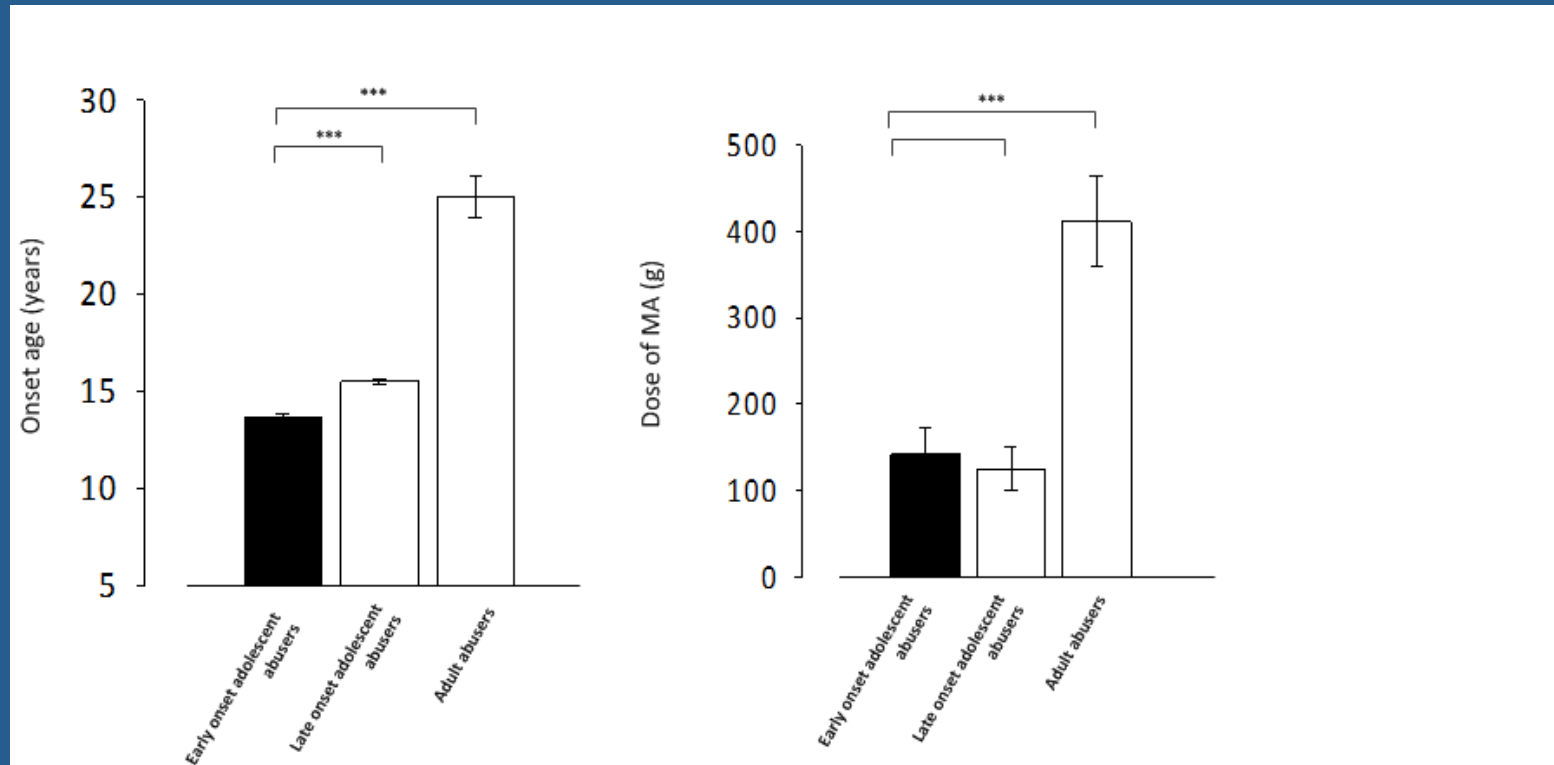 ***
***
30
25
20
15
10
5
Onset age (years)
Early onset adolescent
abusers
Late onset adolescent
abusers
Adult abusers
***
500
400
300
200
100
0
Dose of MA (g)
Early onset adolescent
abusers
Late onset adolescent
abusers
Adult abusers